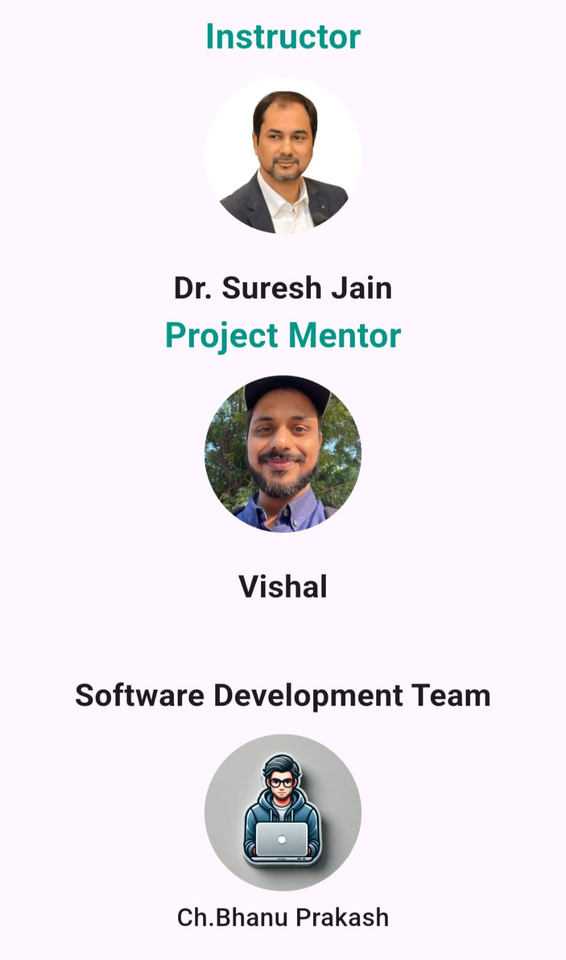 Instructor
Dr. Suresh Jain
Project Mentor
Vishal
Software Development Team
Ch.Bhanu Prakash